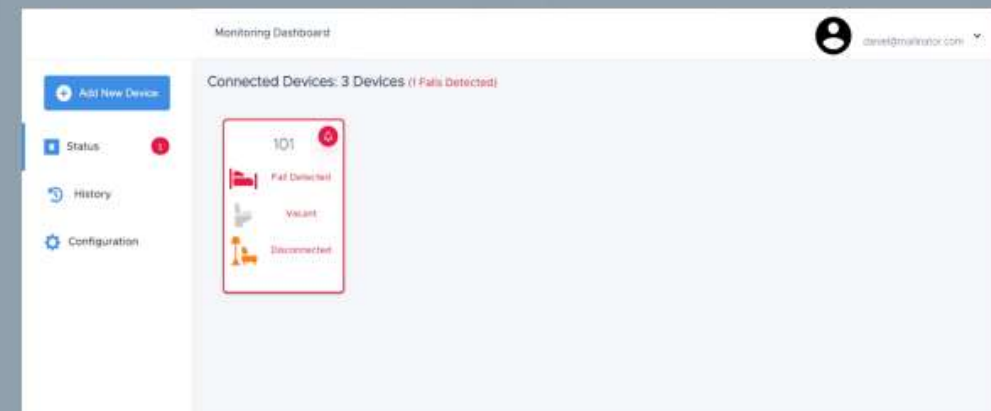 Monitoring Dashboard
Add New Device
Connected Devices: 3 Devices (1 Falls Detected)
Status 1
History
Configuration
101
Fall Detected
Vacant
Disconnected